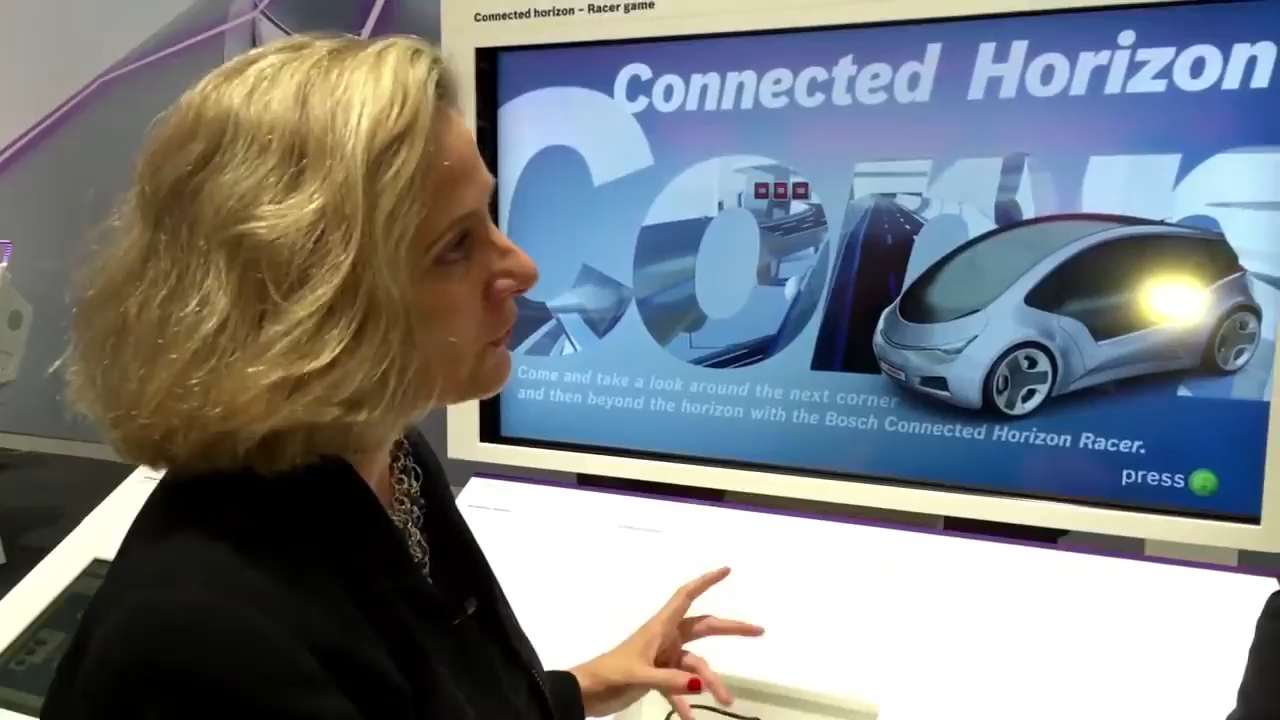 Connected horizon – Racer game
Connected Horizon
Conn
Come and take a look around the next corner
and then beyond the horizon with the Bosch Connected Horizon Racer.
press